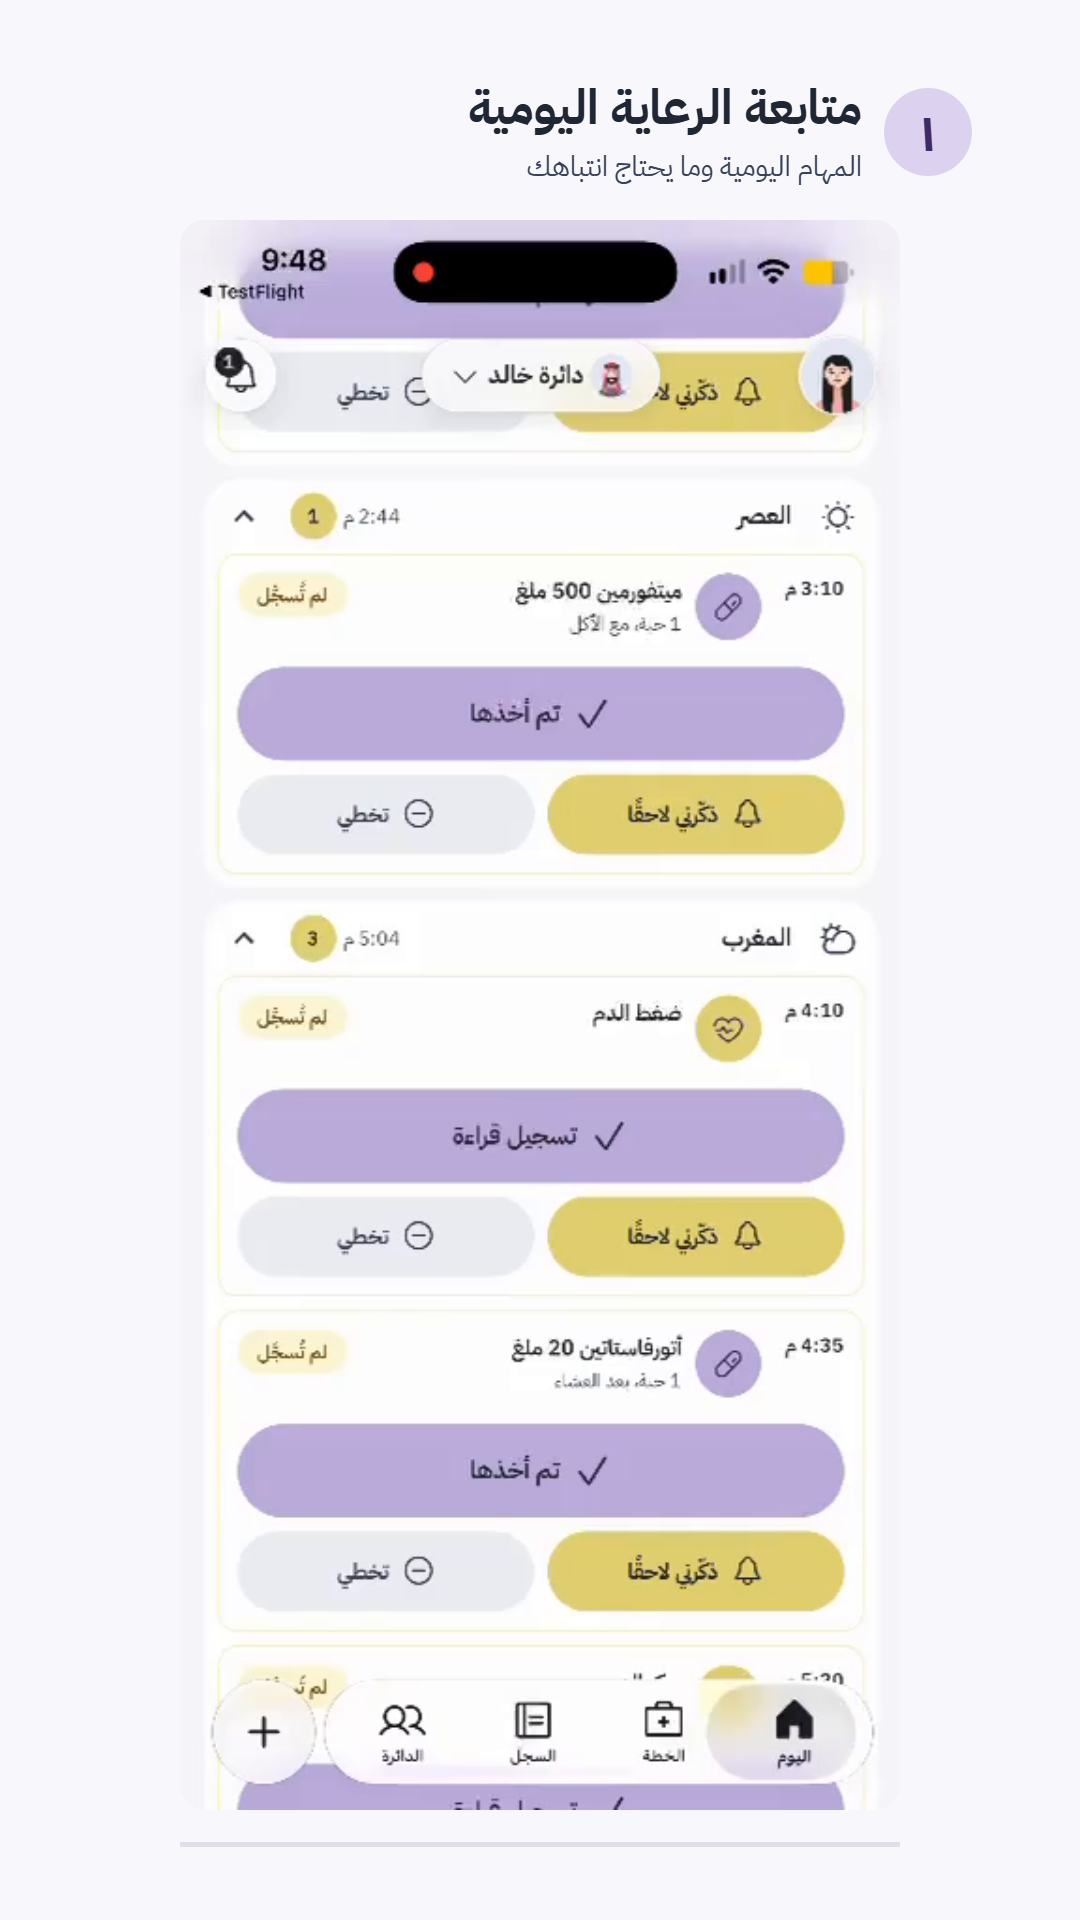 ١
متابعة الرعاية اليومية
المهام اليومية وما يحتاج انتباهك
9:48
TestFlight
1
دائرة خالد
ذكّرني
تخطي
العصر
2:44 م
1
3:10 م
ميتفورمين 500 ملغ
1 حبة، مع الأكل
لم تُسجَّل
تم أخذها
ذكّرني لاحقًا
تخطي
المغرب
5:04 م
3
4:10 م
ضغط الدم
لم تُسجَّل
تسجيل قراءة
ذكّرني لاحقًا
تخطي
4:35 م
أتورفاستاتين 20 ملغ
1 حبة، بعد العشاء
لم تُسجَّل
تم أخذها
ذكّرني لاحقًا
تخطي
اليوم
الخطة
السجل
الدائرة